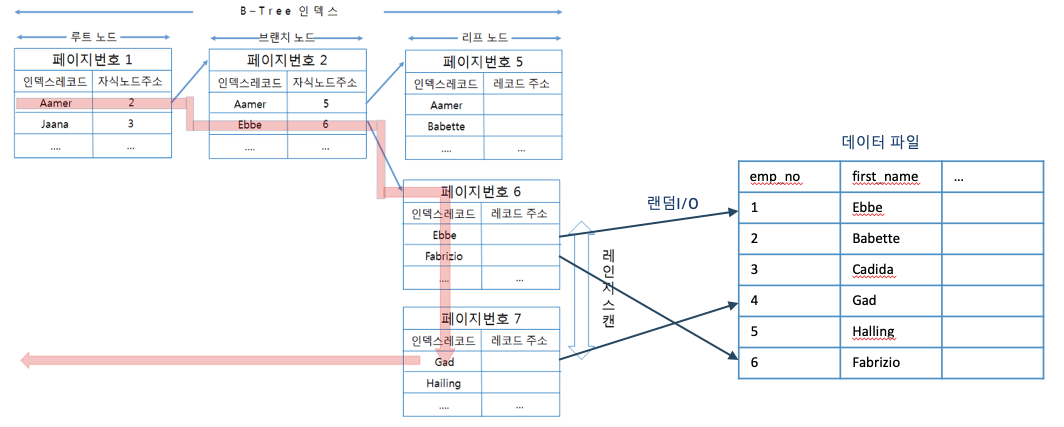 B-Tree 인덱스
루트 노드
브랜치 노드
리프 노드
페이지번호 1
인덱스레코드 자식노드주소
Aamer 2
Jaana 3
.... ...
페이지번호 2
인덱스레코드 자식노드주소
Aamer 5
Ebbe 6
.... ...
페이지번호 5
인덱스레코드 레코드 주소
Aamer
Babette
.... ...
페이지번호 6
인덱스레코드 레코드 주소
Ebbe
Fabrizio
.... ...
페이지번호 7
인덱스레코드 레코드 주소
Gad
Hailing
.... ...
레인지스캔
랜덤I/O
데이터 파일
emp_no first_name ...
1 Ebbe
2 Babette
3 Cadida
4 Gad
5 Halling
6 Fabrizio